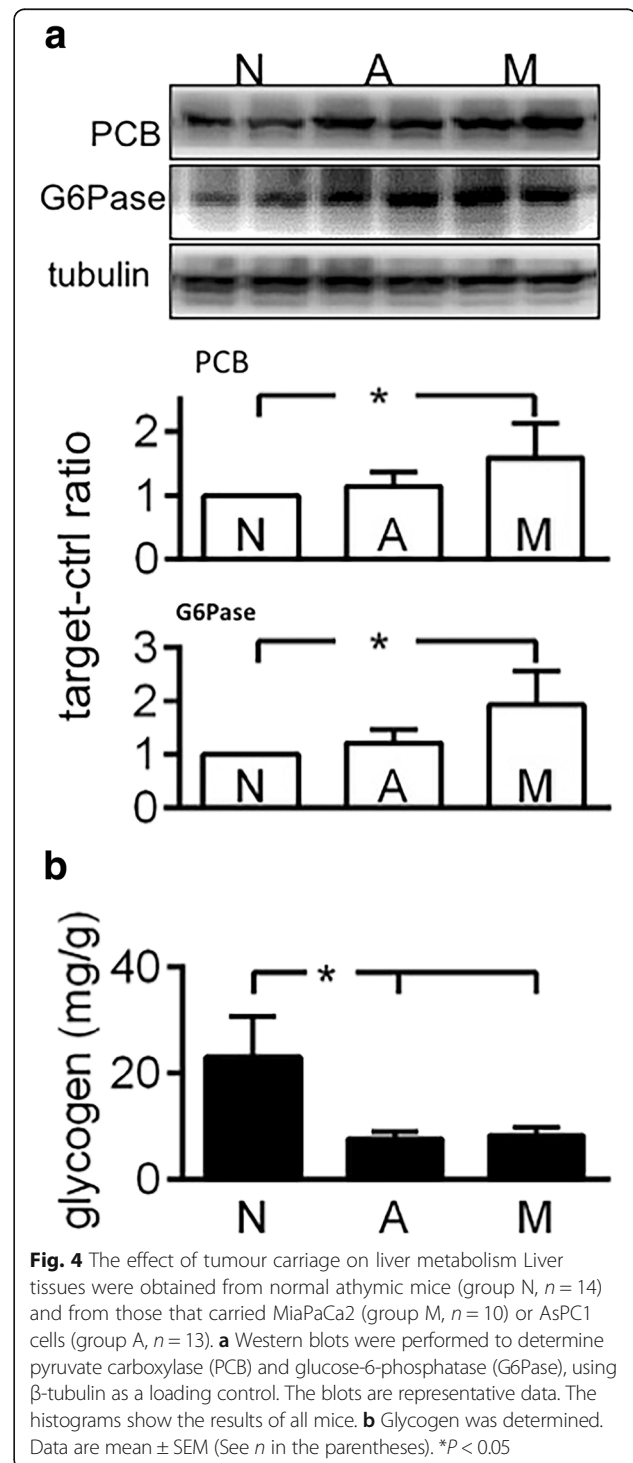 a
N A M
PCB
G6Pase
tubulin
PCB
*
2
1
0
N A M
target-ctrl ratio
G6Pase
*
3
2
1
0
N A M
b
glycogen (mg/g)
40
20
0
*
N A M
Fig. 4 The effect of tumour carriage on liver metabolism Liver
tissues were obtained from normal athymic mice (group N, n = 14)
and from those that carried MiaPaCa2 (group M, n = 10) or AsPC1
cells (group A, n = 13). a Western blots were performed to determine
pyruvate carboxylase (PCB) and glucose-6-phosphatase (G6Pase), using
β-tubulin as a loading control. The blots are representative data. The
histograms show the results of all mice. b Glycogen was determined.
Data are mean ± SEM (See n in the parentheses). *P < 0.05